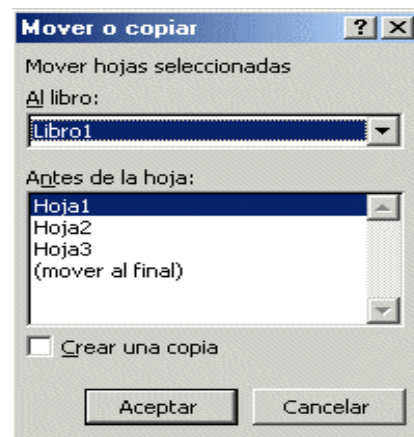 Mover o copiar
Mover hojas seleccionadas
Al libro:
Libro1
Antes de la hoja:
Hoja1
Hoja2
Hoja3
(mover al final)
Crear una copia
Aceptar Cancelar